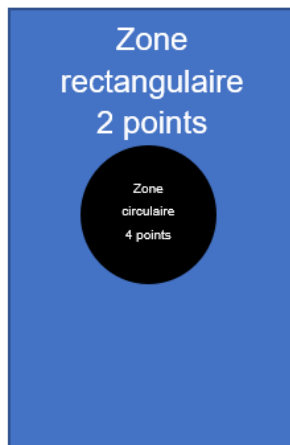 Zone
rectangulaire
2 points
Zone
circulaire
4 points